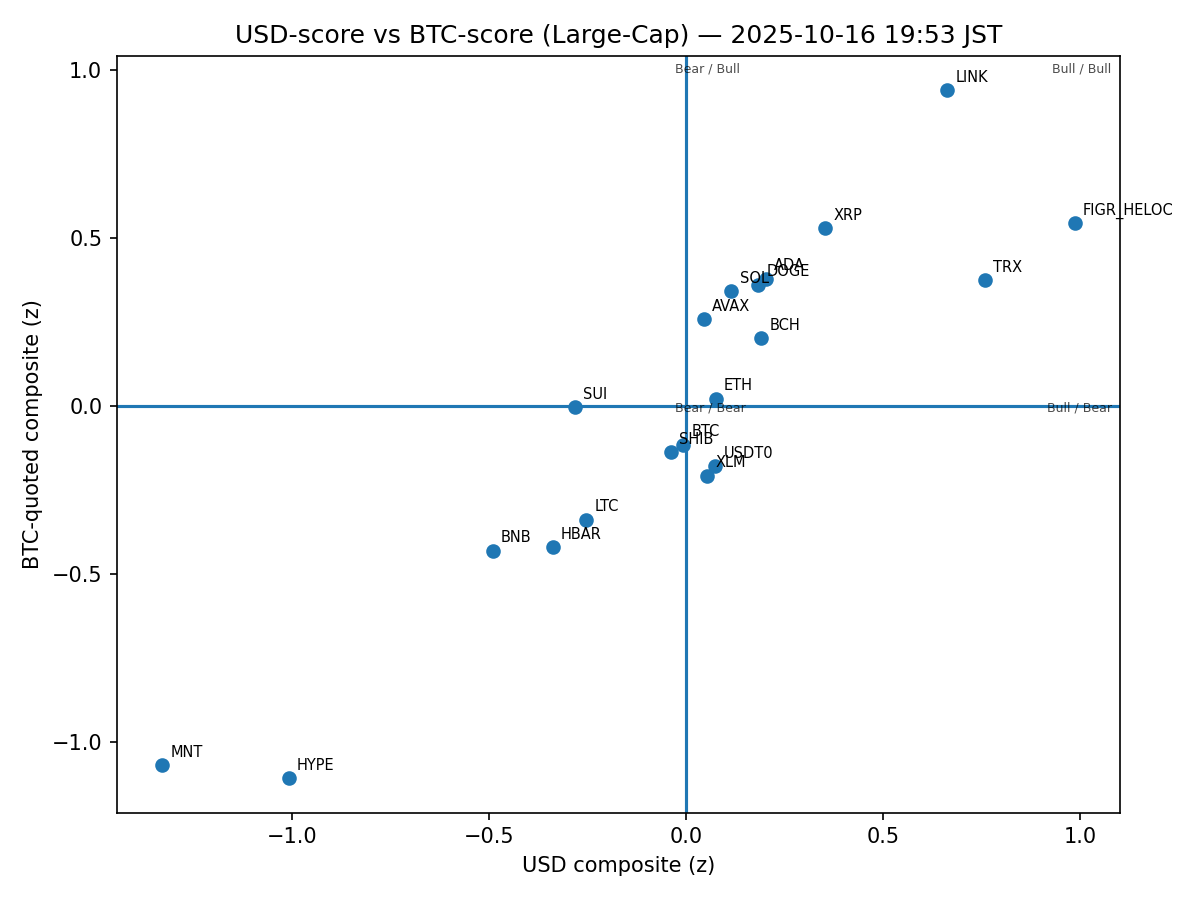 USD-score vs BTC-score (Large-Cap) — 2025-10-16 19:53 JST
1.0
Bear / Bull
Bull / Bull
LINK
FIGR_HELOC
XRP
0.5
TRX
ADA
DOGE
SOL
AVAX
BCH
SUI
ETH
0.0
Bear / Bear
Bull / Bear
BTC
SHIB
USDT0
XLM
LTC
HBAR
BNB
−0.5
−1.0
MNT
HYPE
−1.0
−0.5
0.0
0.5
1.0
USD composite (z)
BTC-quoted composite (z)